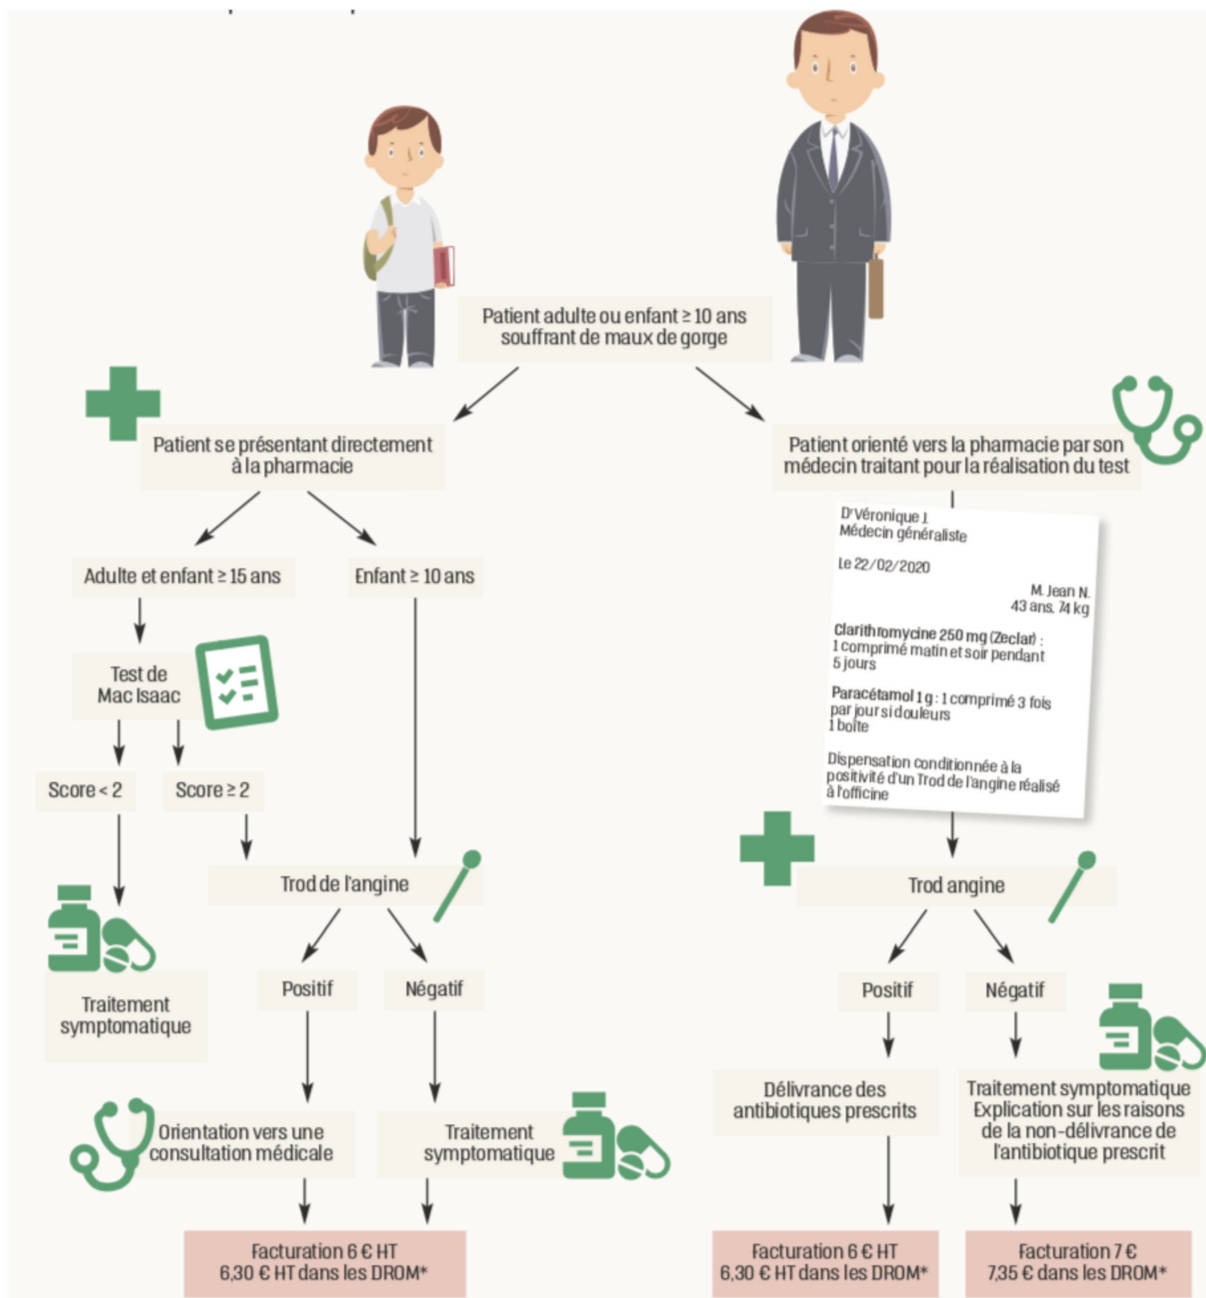 Patient adulte ou enfant ≥ 10 ans
souffrant de maux de gorge
Patient se présentant directement
à la pharmacie
Patient orienté vers la pharmacie par son
médecin traitant pour la réalisation du test
Dr Véronique J.
Médecin généraliste
Le 22/02/2020
M. Jean N.
43 ans, 74 kg
Clarithromycine 250 mg (Zeclar) :
1 comprimé matin et soir pendant
5 jours
Paracétamol 1 g : 1 comprimé 3 fois
par jour si douleurs
1 boîte
Dispensation conditionnée à la
positivité d'un Trod de l'angine réalisé
à l'officine
Adulte et enfant ≥ 15 ans
Enfant ≥ 10 ans
Test de
Mac Isaac
Score < 2
Score ≥ 2
Trod de l'angine
Trod angine
Positif
Négatif
Positif
Négatif
Traitement
symptomatique
Orientation vers une
consultation médicale
Traitement
symptomatique
Délivrance des
antibiotiques prescrits
Traitement symptomatique
Explication sur les raisons
de la non-délivrance de
l'antibiotique prescrit
Facturation 6 € HT
6,30 € HT dans les DROM*
Facturation 6 € HT
6,30 € HT dans les DROM*
Facturation 7 €
7,35 € dans les DROM*